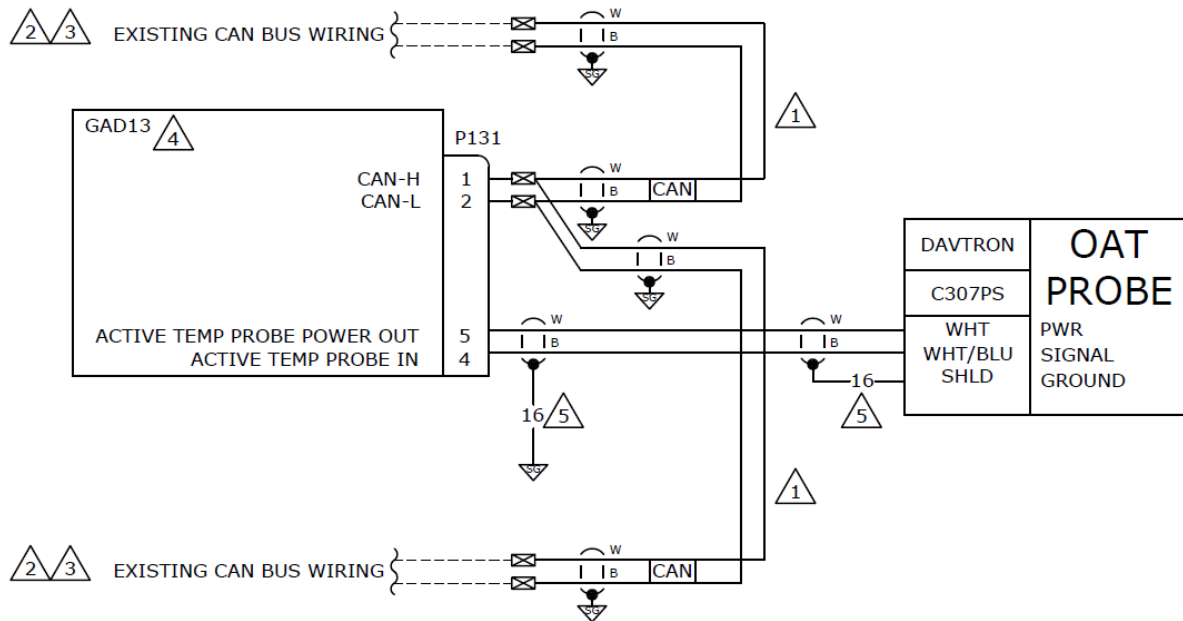 2 3 EXISTING CAN BUS WIRING W
B
SG
1
GAD13 4
P131
CAN-H 1 W
CAN-L 2 B CAN
SG
W
B
SG
DAVTRON OAT
C307PS PROBE
ACTIVE TEMP PROBE POWER OUT 5 W W WHT PWR
ACTIVE TEMP PROBE IN 4 B B WHT/BLU SIGNAL
16 SHLD GROUND
16 5 5
SG
1
2 3 EXISTING CAN BUS WIRING W
B CAN
SG